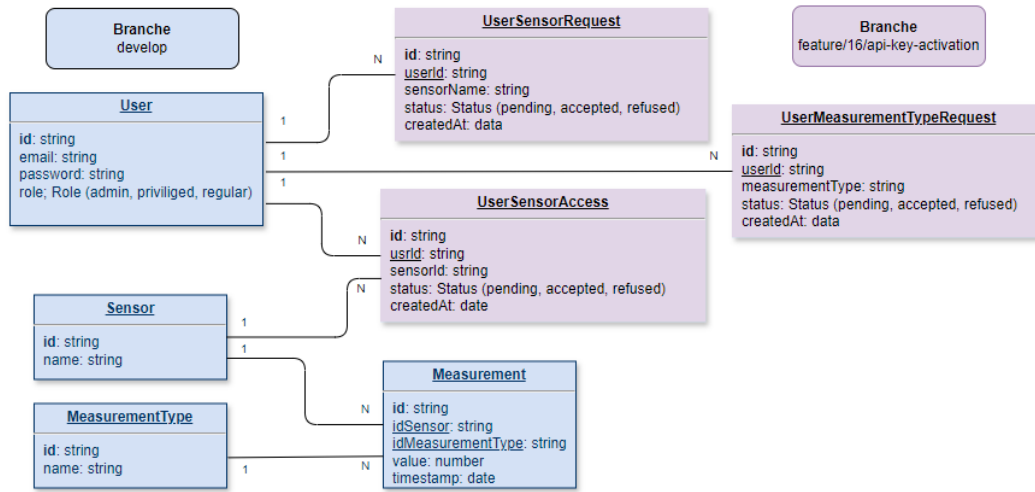 Branche
develop
UserSensorRequest
id: string
userId: string
sensorName: string
status: Status (pending, accepted, refused)
createdAt: data
Branche
feature/16/api-key-activation
User
id: string
email: string
password: string
role; Role (admin, priviliged, regular)
UserMeasurementTypeRequest
id: string
userId: string
measurementType: string
status: Status (pending, accepted, refused)
createdAt: data
UserSensorAccess
id: string
usrId: string
sensorId: string
status: Status (pending, accepted, refused)
createdAt: date
Sensor
id: string
name: string
Measurement
id: string
idSensor: string
idMeasurementType: string
value: number
timestamp: date
MeasurementType
id: string
name: string
1
N
1
N
1
N
1
N
1
N
1
N